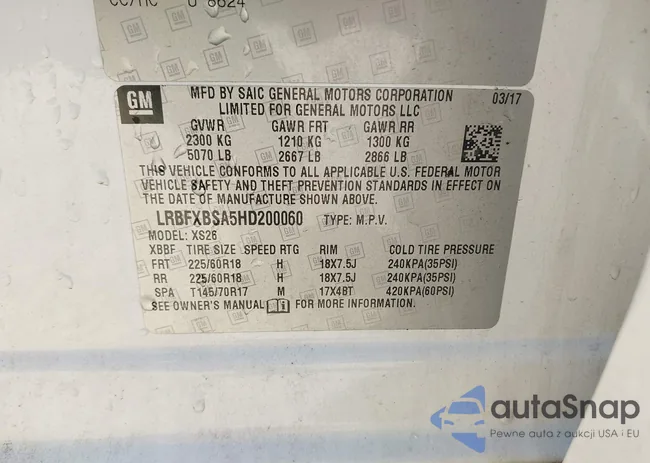 GM
MFD BY SAIC GENERAL MOTORS CORPORATION
LIMITED FOR GENERAL MOTORS LLC
03/17
GVWR GAWR FRT GAWR RR
2300 KG 1210 KG 1300 KG
5070 LB 2667 LB 2866 LB
THIS VEHICLE CONFORMS TO ALL APPLICABLE U.S. FEDERAL MOTOR
VEHICLE SAFETY AND THEFT PREVENTION STANDARDS IN EFFECT ON
THE DATE OF MANUFACTURE SHOWN ABOVE.
LRBFXBSA5HD200060 TYPE: M.P.V.
MODEL: XS26
XBBF TIRE SIZE SPEED RTG RIM COLD TIRE PRESSURE
FRT 225/60R18 H 18X7.5J 240KPA(35PSI)
RR 225/60R18 H 18X7.5J 240KPA(35PSI)
SPA T145/70R17 M 17X4BT 420KPA(60PSI)
SEE OWNER'S MANUAL FOR MORE INFORMATION.
autoSnap
Pewne auta z aukcji USA i EU